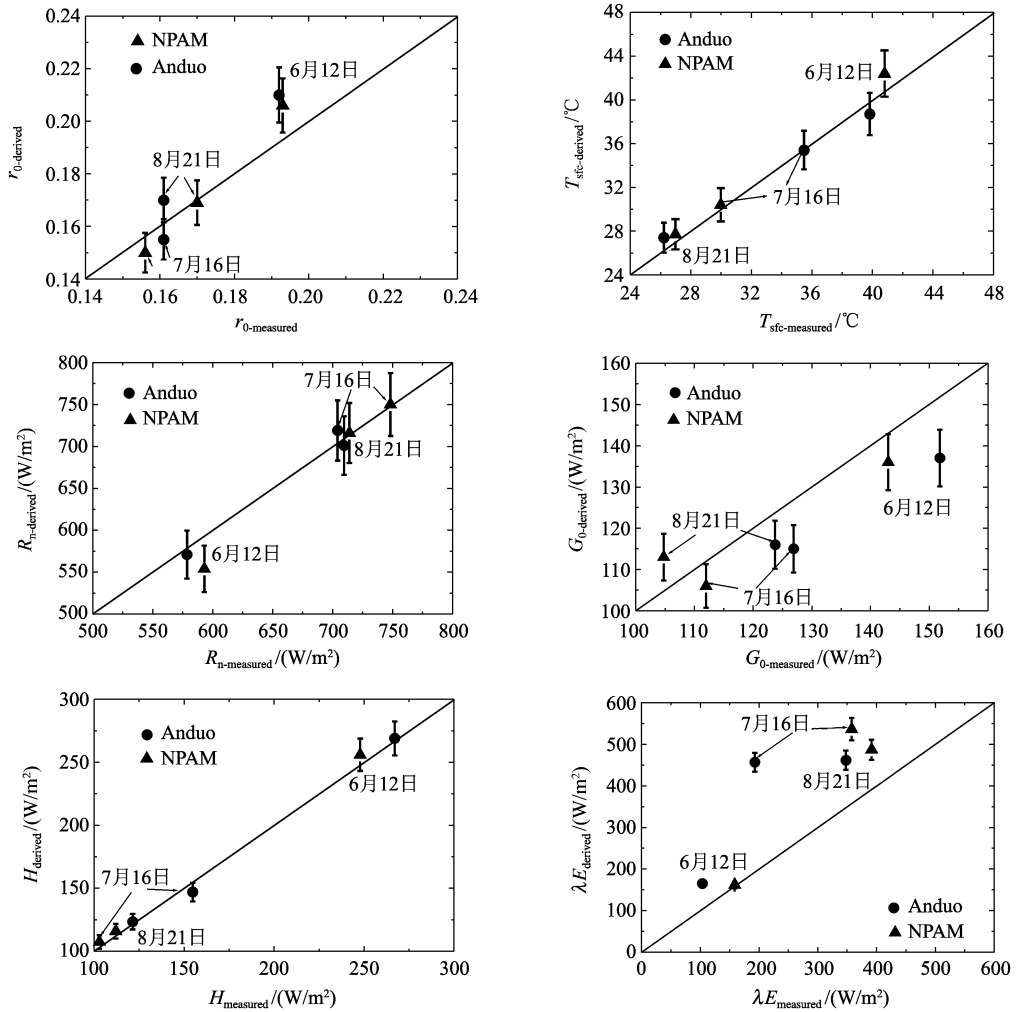 0.24
0.22
0.20
0.18
0.16
0.14
0.14 0.16 0.18 0.20 0.22 0.24
r0-derived
r0-measured
NPAM
Anduo
6月12日
8月21日
7月16日
48
44
40
36
32
28
24
24 28 32 36 40 44 48
Tsfc-derived/℃
Tsfc-measured/℃
Anduo
NPAM
6月12日
7月16日
8月21日
800
750
700
650
600
550
500
500 550 600 650 700 750 800
Rn-derived/(W/m²)
Rn-measured/(W/m²)
Anduo
NPAM
7月16日
8月21日
6月12日
160
150
140
130
120
110
100
100 110 120 130 140 150 160
G0-derived/(W/m²)
G0-measured/(W/m²)
Anduo
NPAM
6月12日
8月21日
7月16日
300
250
200
150
100
100 150 200 250 300
Hderived/(W/m²)
Hmeasured/(W/m²)
Anduo
NPAM
6月12日
7月16日
8月21日
600
500
400
300
200
100
0
0 100 200 300 400 500 600
λEderived/(W/m²)
λEmeasured/(W/m²)
7月16日
8月21日
6月12日
Anduo
NPAM